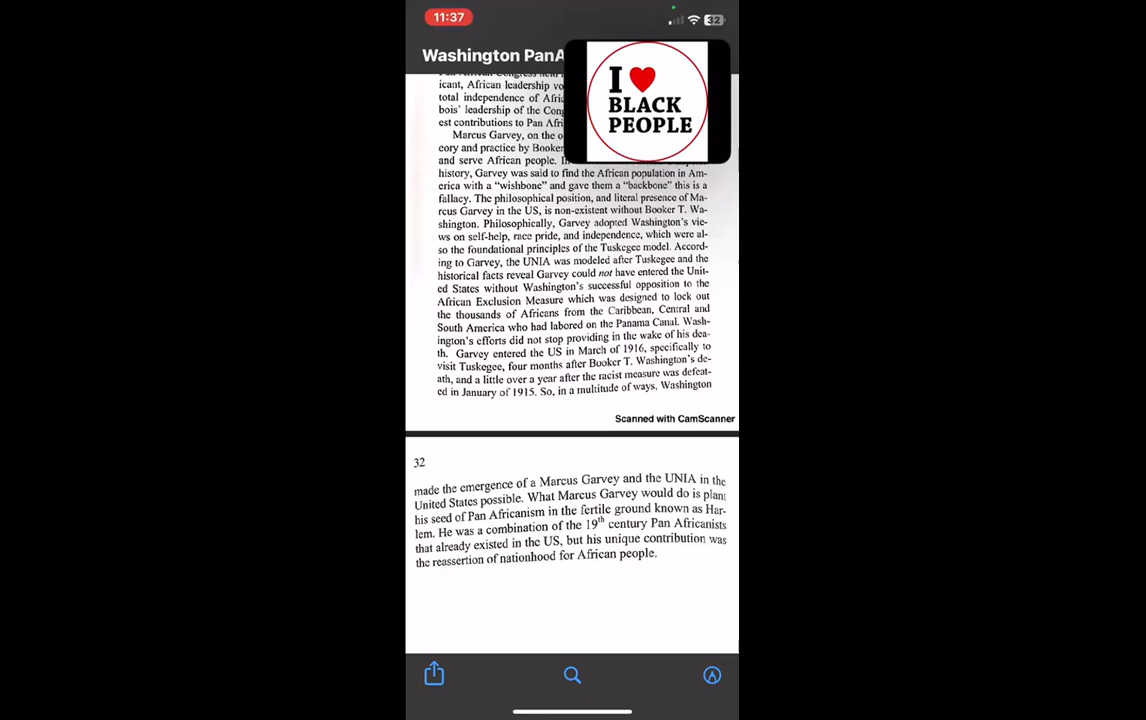 11:37
32
Washington PanA
I ❤
BLACK
PEOPLE
icant, African leadership vo
total independence of Afric
bois' leadership of the Cong
est contributions to Pan Afri
Marcus Garvey, on the o
eory and practice by Booker
and serve African people. I
history, Garvey was said to find the African population in Am-
erica with a "wishbone" and gave them a "backbone" this is a
fallacy. The philosophical position, and literal presence of Ma-
rcus Garvey in the US, is non-existent without Booker T. Wa-
shington. Philosophically, Garvey adopted Washington's vie-
ws on self-help, race pride, and independence, which were al-
so the foundational principles of the Tuskegee model. Accord-
ing to Garvey, the UNIA was modeled after Tuskegee and the
historical facts reveal Garvey could not have entered the Unit-
ed States without Washington's successful opposition to the
African Exclusion Measure which was designed to lock out
the thousands of Africans from the Caribbean, Central and
South America who had labored on the Panama Canal. Wash-
ington's efforts did not stop providing in the wake of his dea-
th. Garvey entered the US in March of 1916, specifically to
visit Tuskegee, four months after Booker T. Washington's de-
ath, and a little over a year after the racist measure was defeat-
ed in January of 1915. So, in a multitude of ways, Washington
Scanned with CamScanner
32
made the emergence of a Marcus Garvey and the UNIA in the
United States possible. What Marcus Garvey would do is plant
his seed of Pan Africanism in the fertile ground known as Har-
lem. He was a combination of the 19th century Pan Africanists
that already existed in the US, but his unique contribution was
the reassertion of nationhood for African people.